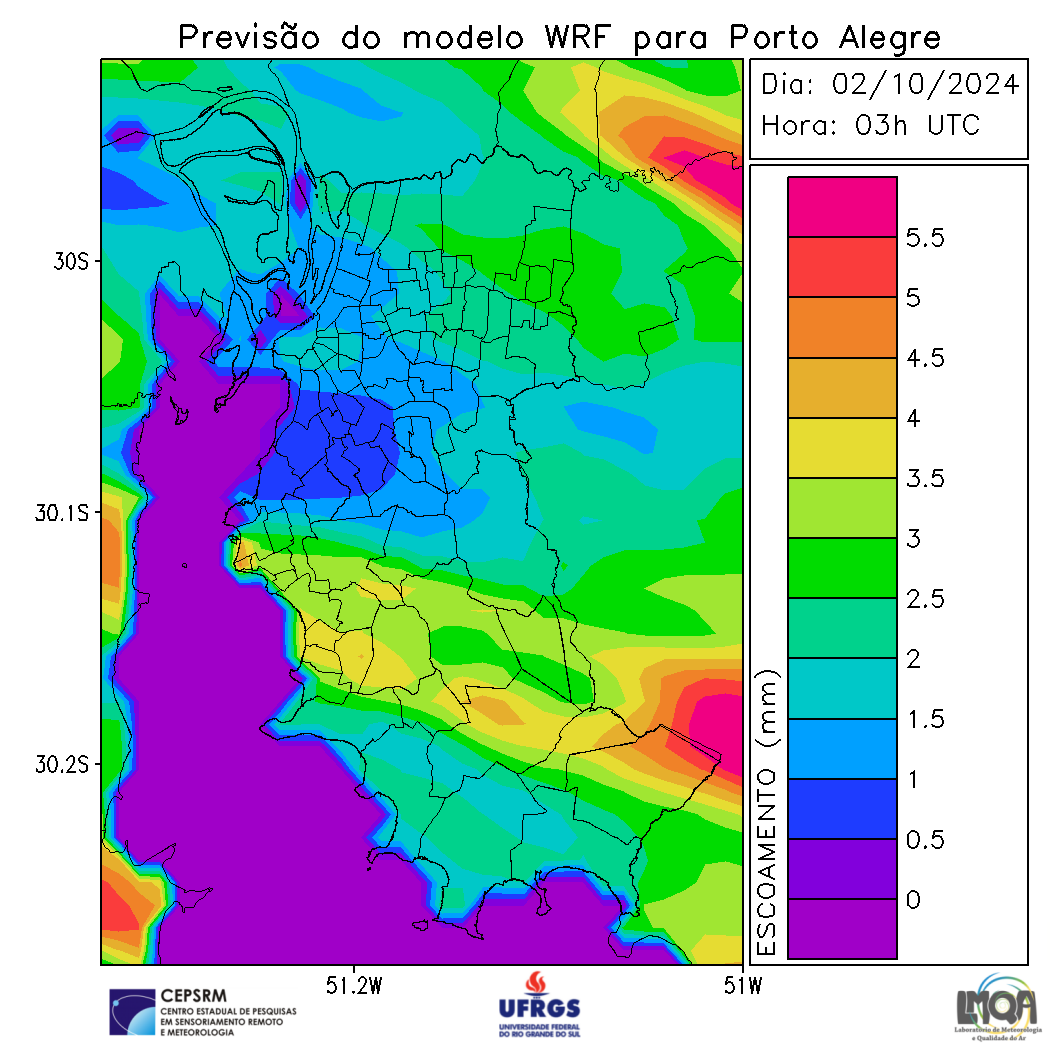 Previsão do modelo WRF para Porto Alegre
Dia: 02/10/2024
Hora: 03h UTC
30S
30.1S
30.2S
51.2W
51W
ESCOAMENTO (mm)
5.5
5
4.5
4
3.5
3
2.5
2
1.5
1
0.5
0
CEPSRM
CENTRO ESTADUAL DE PESQUISAS
EM SENSORIAMENTO REMOTO
E METEOROLOGIA
UFRGS
UNIVERSIDADE FEDERAL
DO RIO GRANDE DO SUL
LMQA
Laboratório de Meteorologia
e Qualidade do Ar